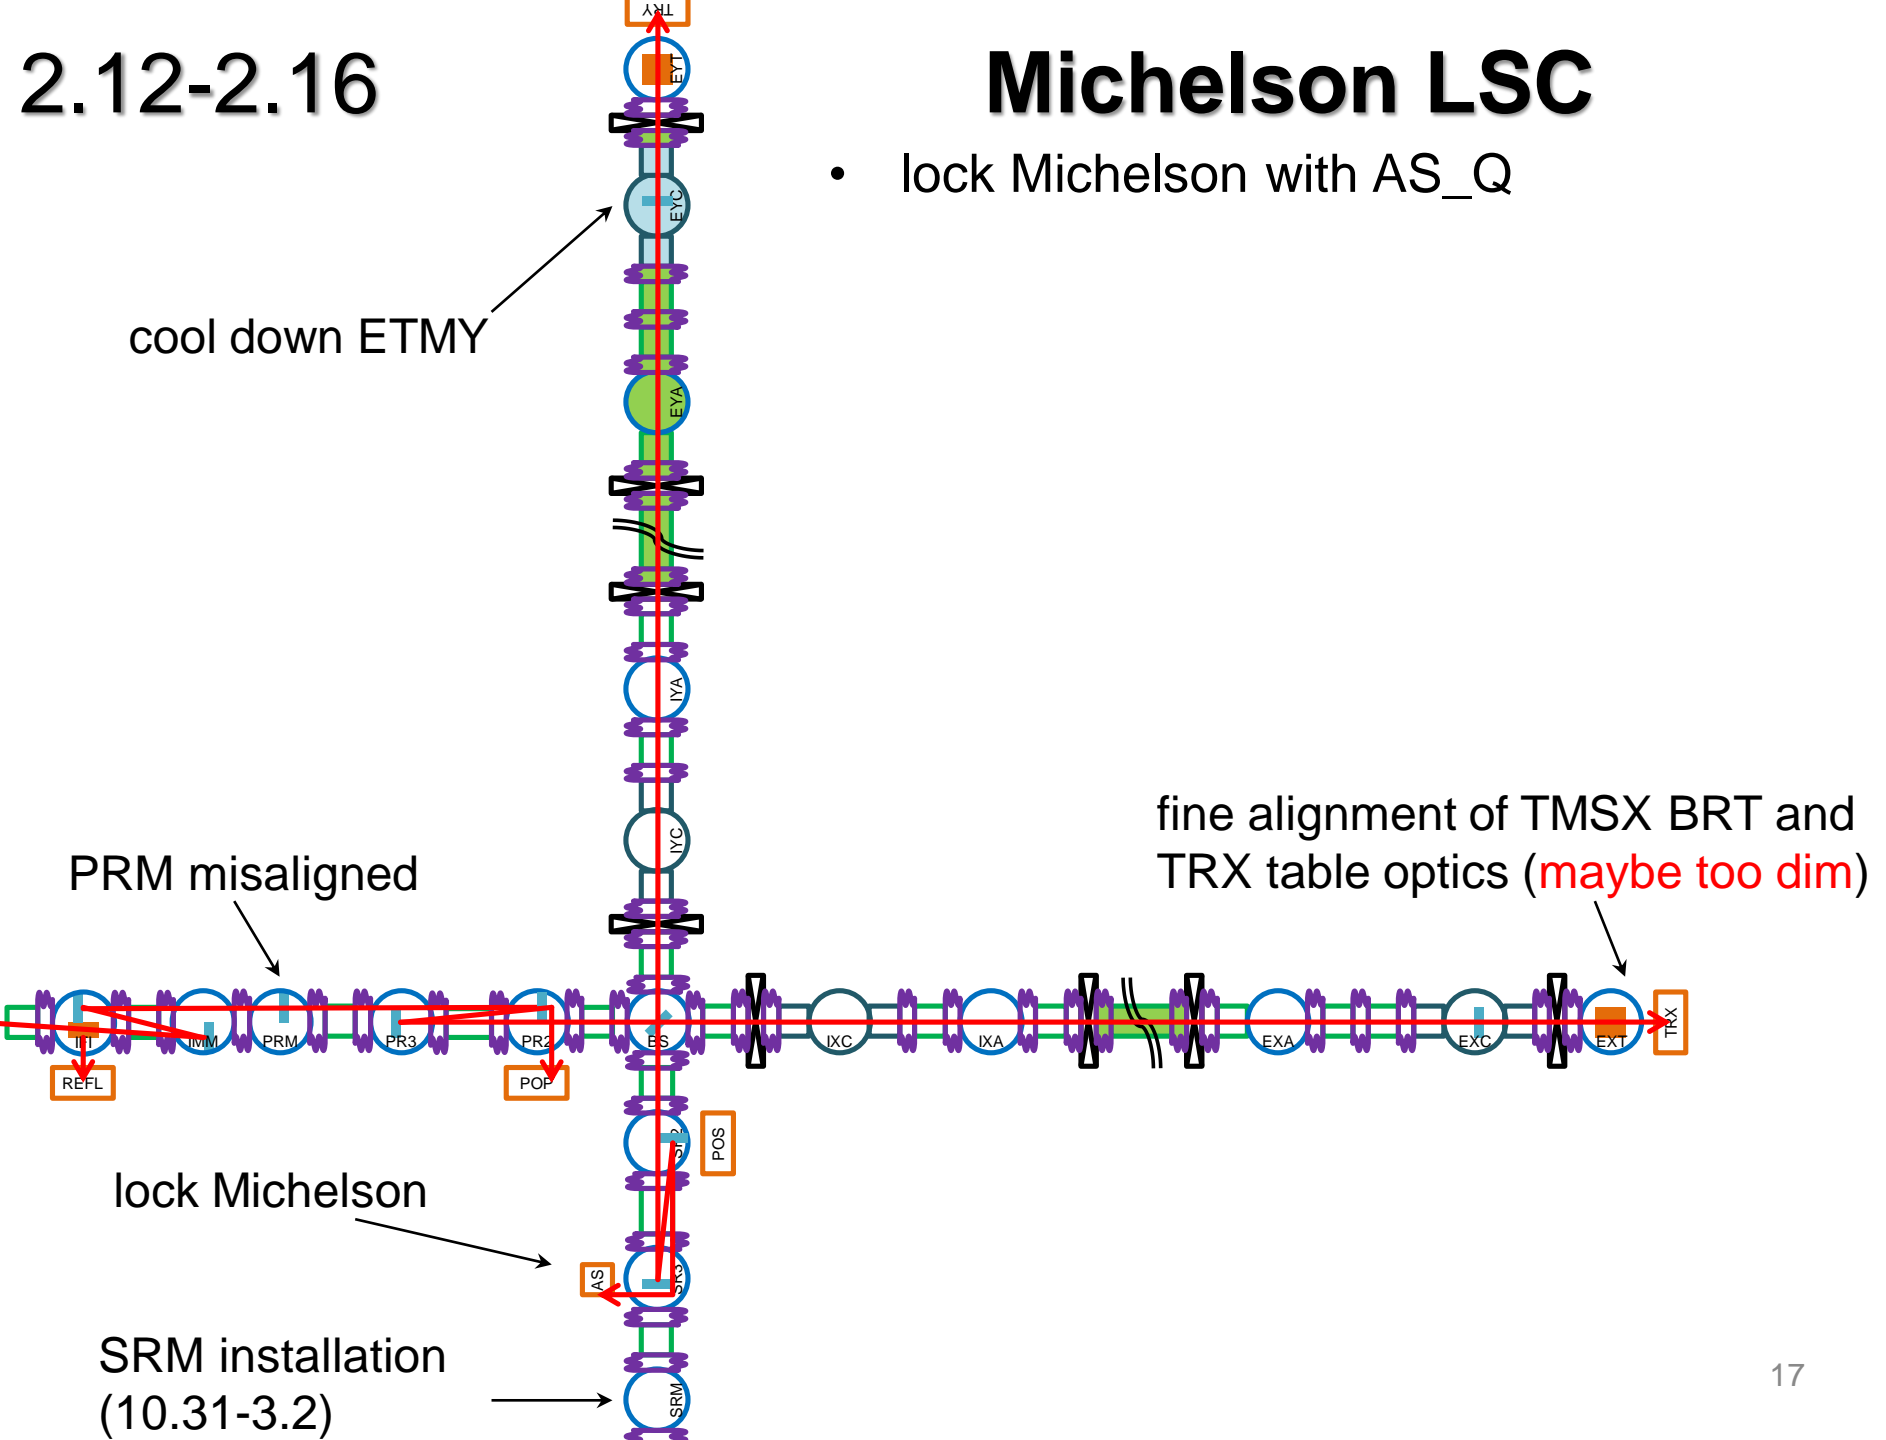 2.12-2.16
Michelson LSC
• lock Michelson with AS_Q
TRY
EYT
EYC
cool down ETMY
EYA
IYA
IYC
fine alignment of TMSX BRT and
TRX table optics (maybe too dim)
PRM misaligned
IFI
IMM
PRM
PR3
PR2
BS
IXC
IXA
EXA
EXC
EXT
TRX
REFL
POP
SR2
POS
lock Michelson
AS
SR3
SRM installation
(10.31-3.2)
SRM
17